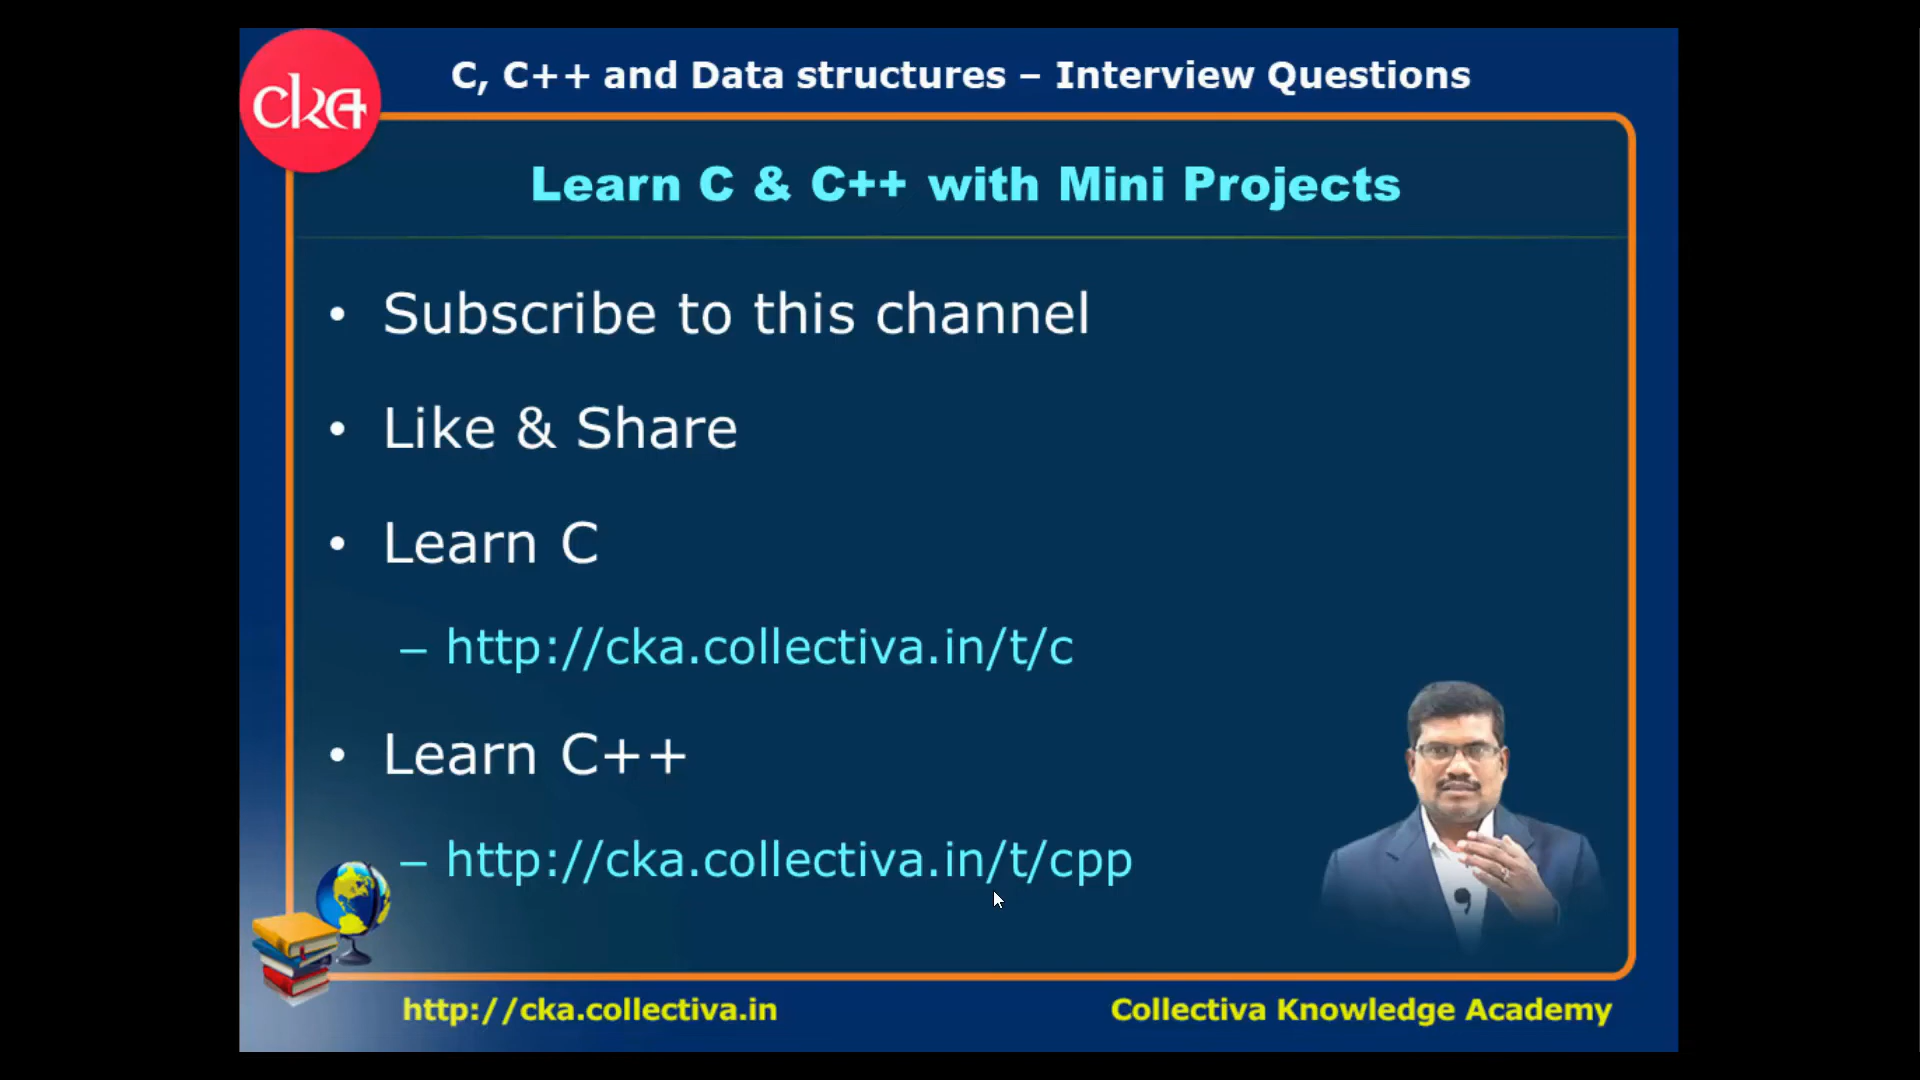 cka
C, C++ and Data structures – Interview Questions
Learn C & C++ with Mini Projects
• Subscribe to this channel
• Like & Share
• Learn C
– http://cka.collectiva.in/t/c
• Learn C++
– http://cka.collectiva.in/t/cpp
http://cka.collectiva.in
Collectiva Knowledge Academy